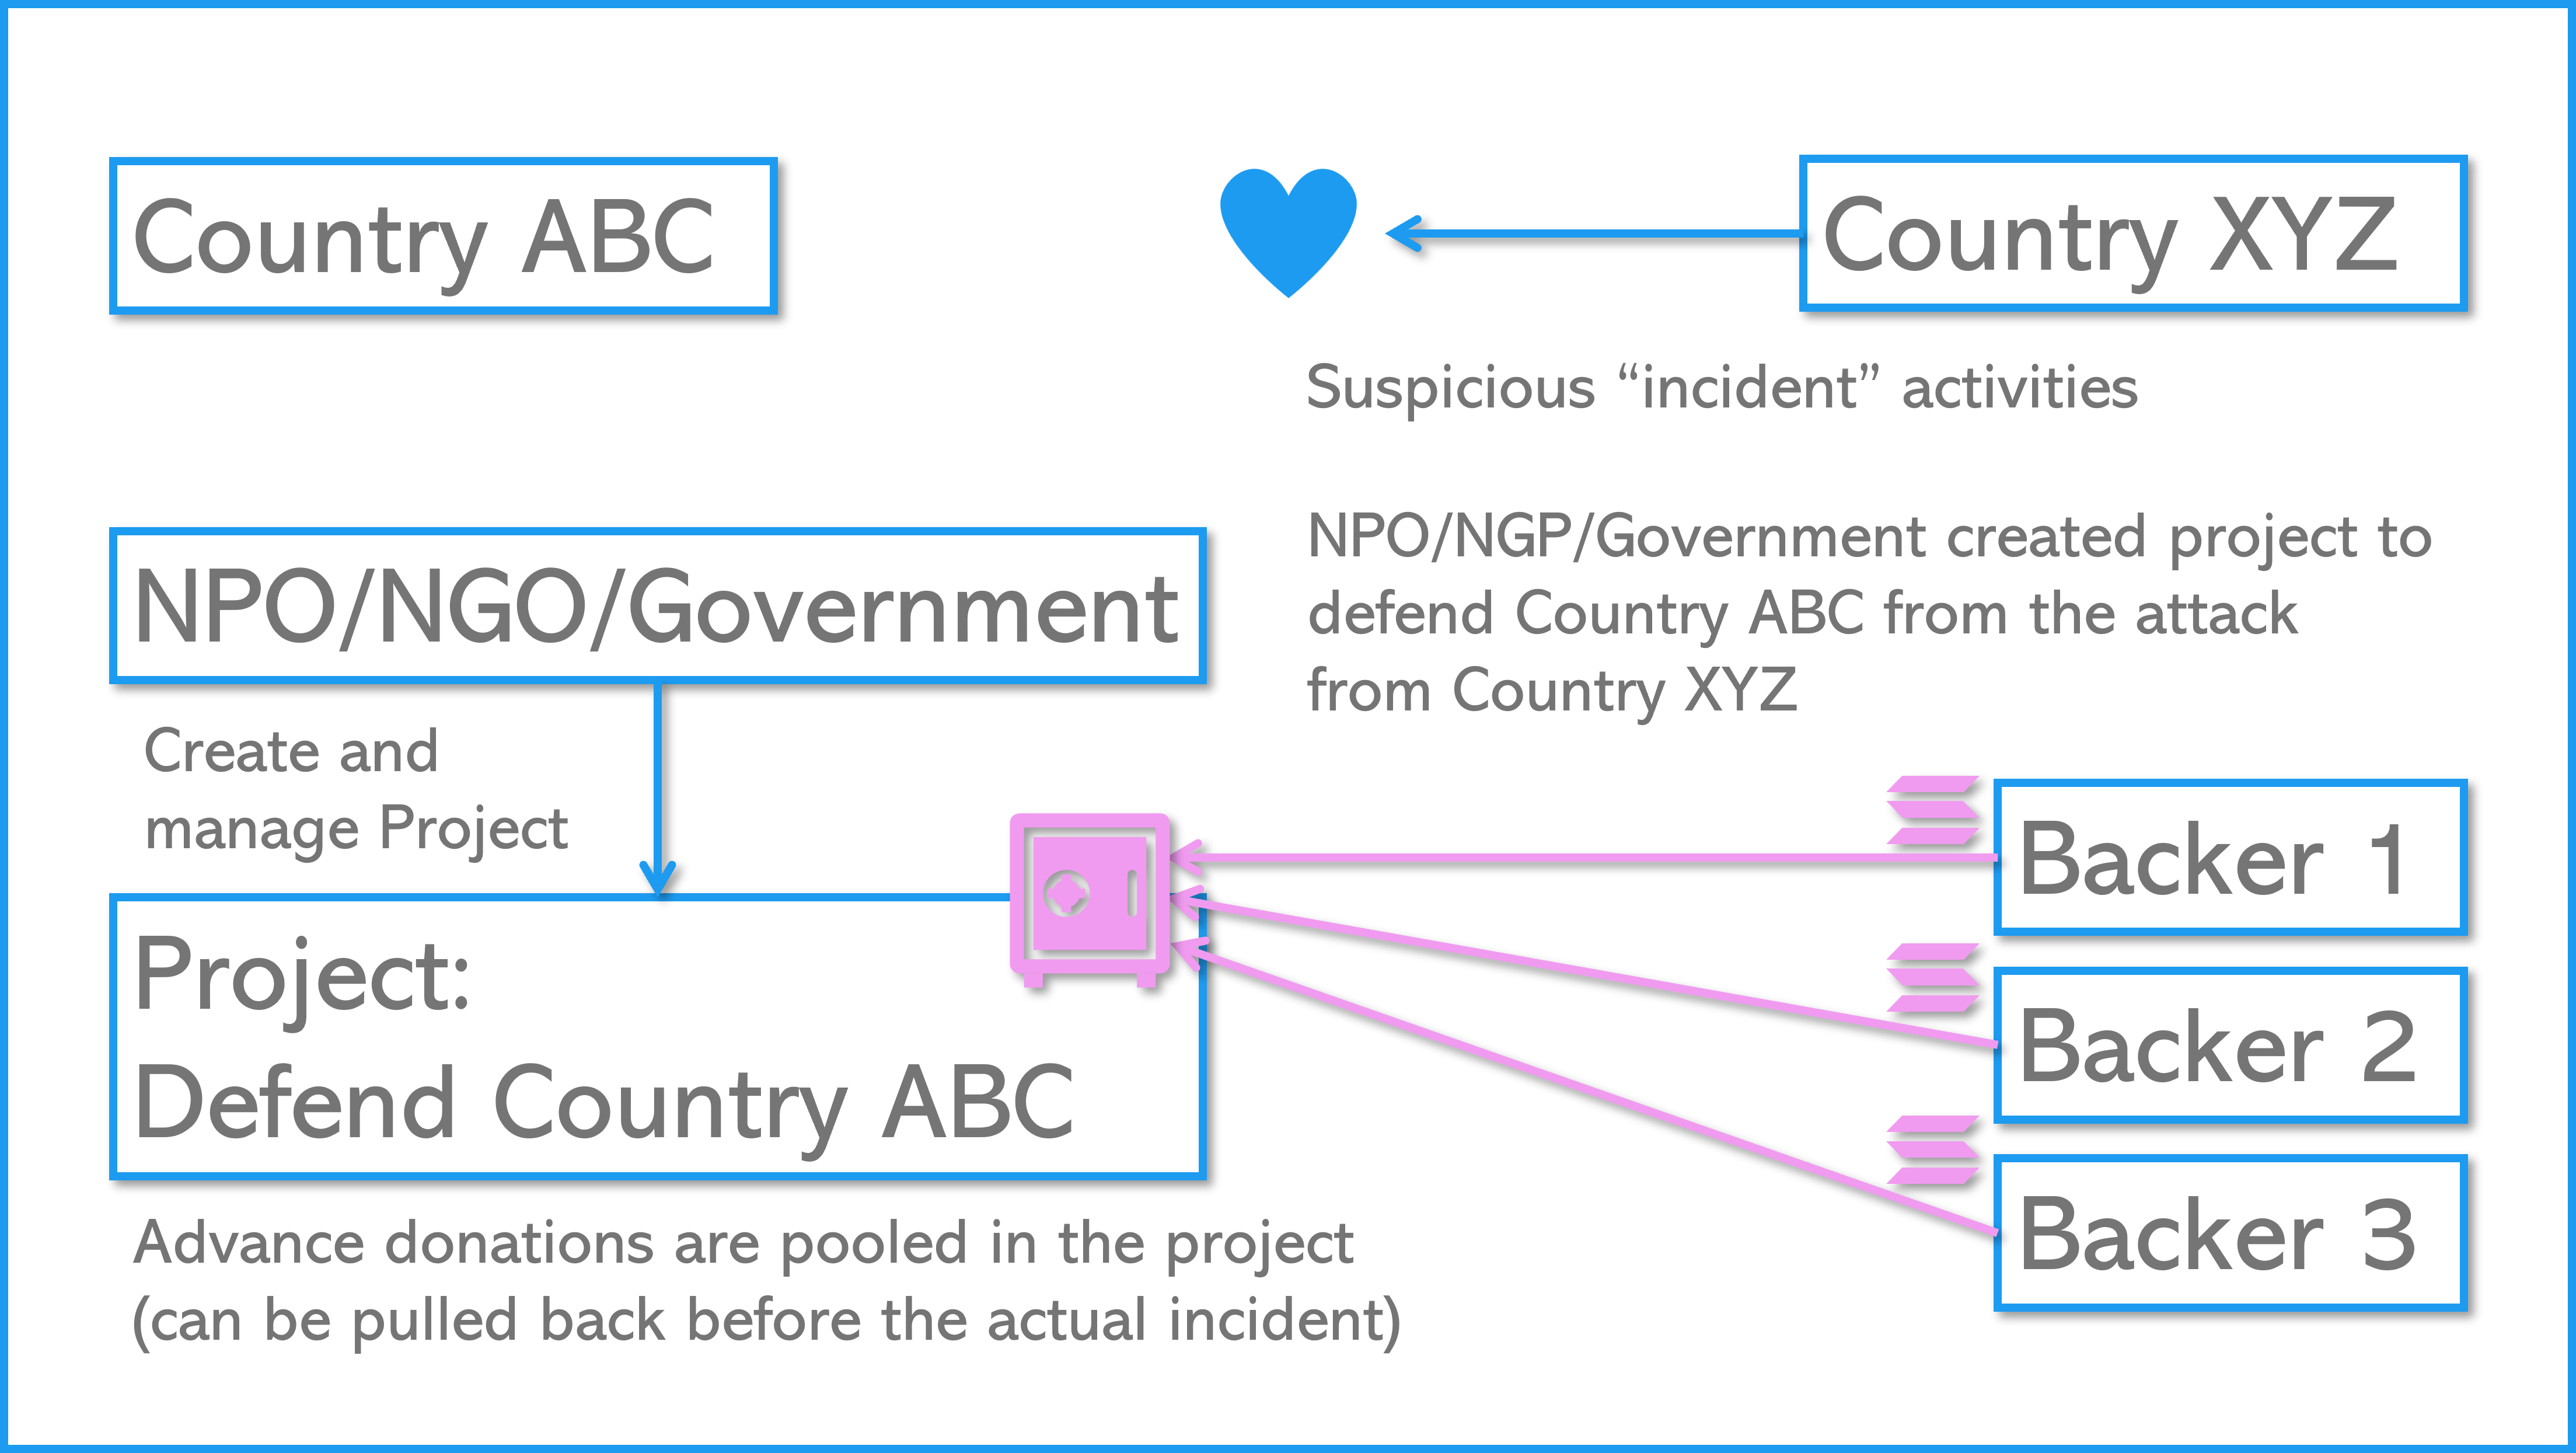 Country ABC
Country XYZ
Suspicious “incident” activities
NPO/NGO/Government
NPO/NGP/Government created project to
defend Country ABC from the attack
from Country XYZ
Create and
manage Project
Project:
Defend Country ABC
Backer 1
Backer 2
Backer 3
Advance donations are pooled in the project
(can be pulled back before the actual incident)